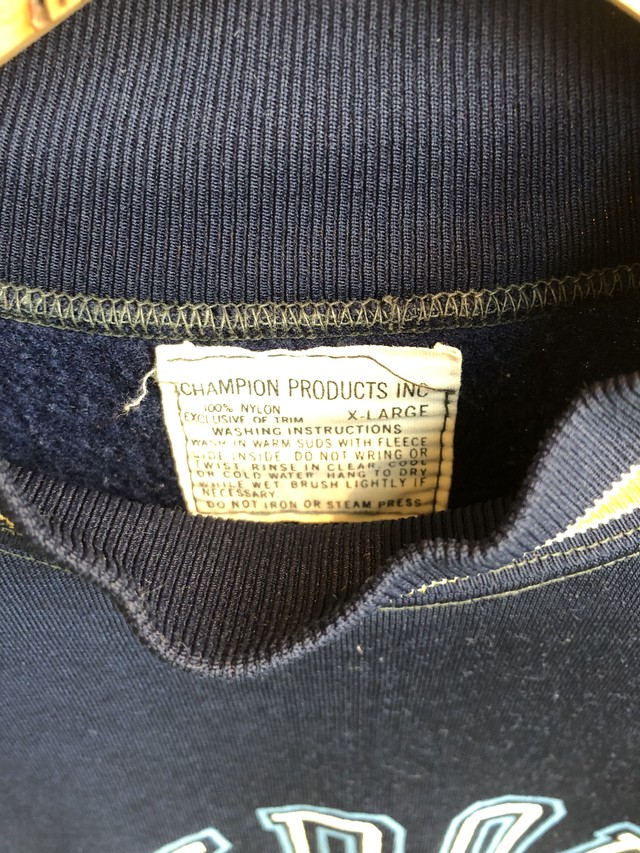 CHAMPION PRODUCTS INC
100% NYLON
EXCLUSIVE OF TRIM X-LARGE
WASHING INSTRUCTIONS
WASH IN WARM SUDS WITH FLEECE
SIDE INSIDE. DO NOT WRING OR
TWIST. RINSE IN CLEAR, COOL
OR COLD WATER. HANG TO DRY
WHILE WET. BRUSH LIGHTLY IF
NECESSARY.
DO NOT IRON OR STEAM PRESS